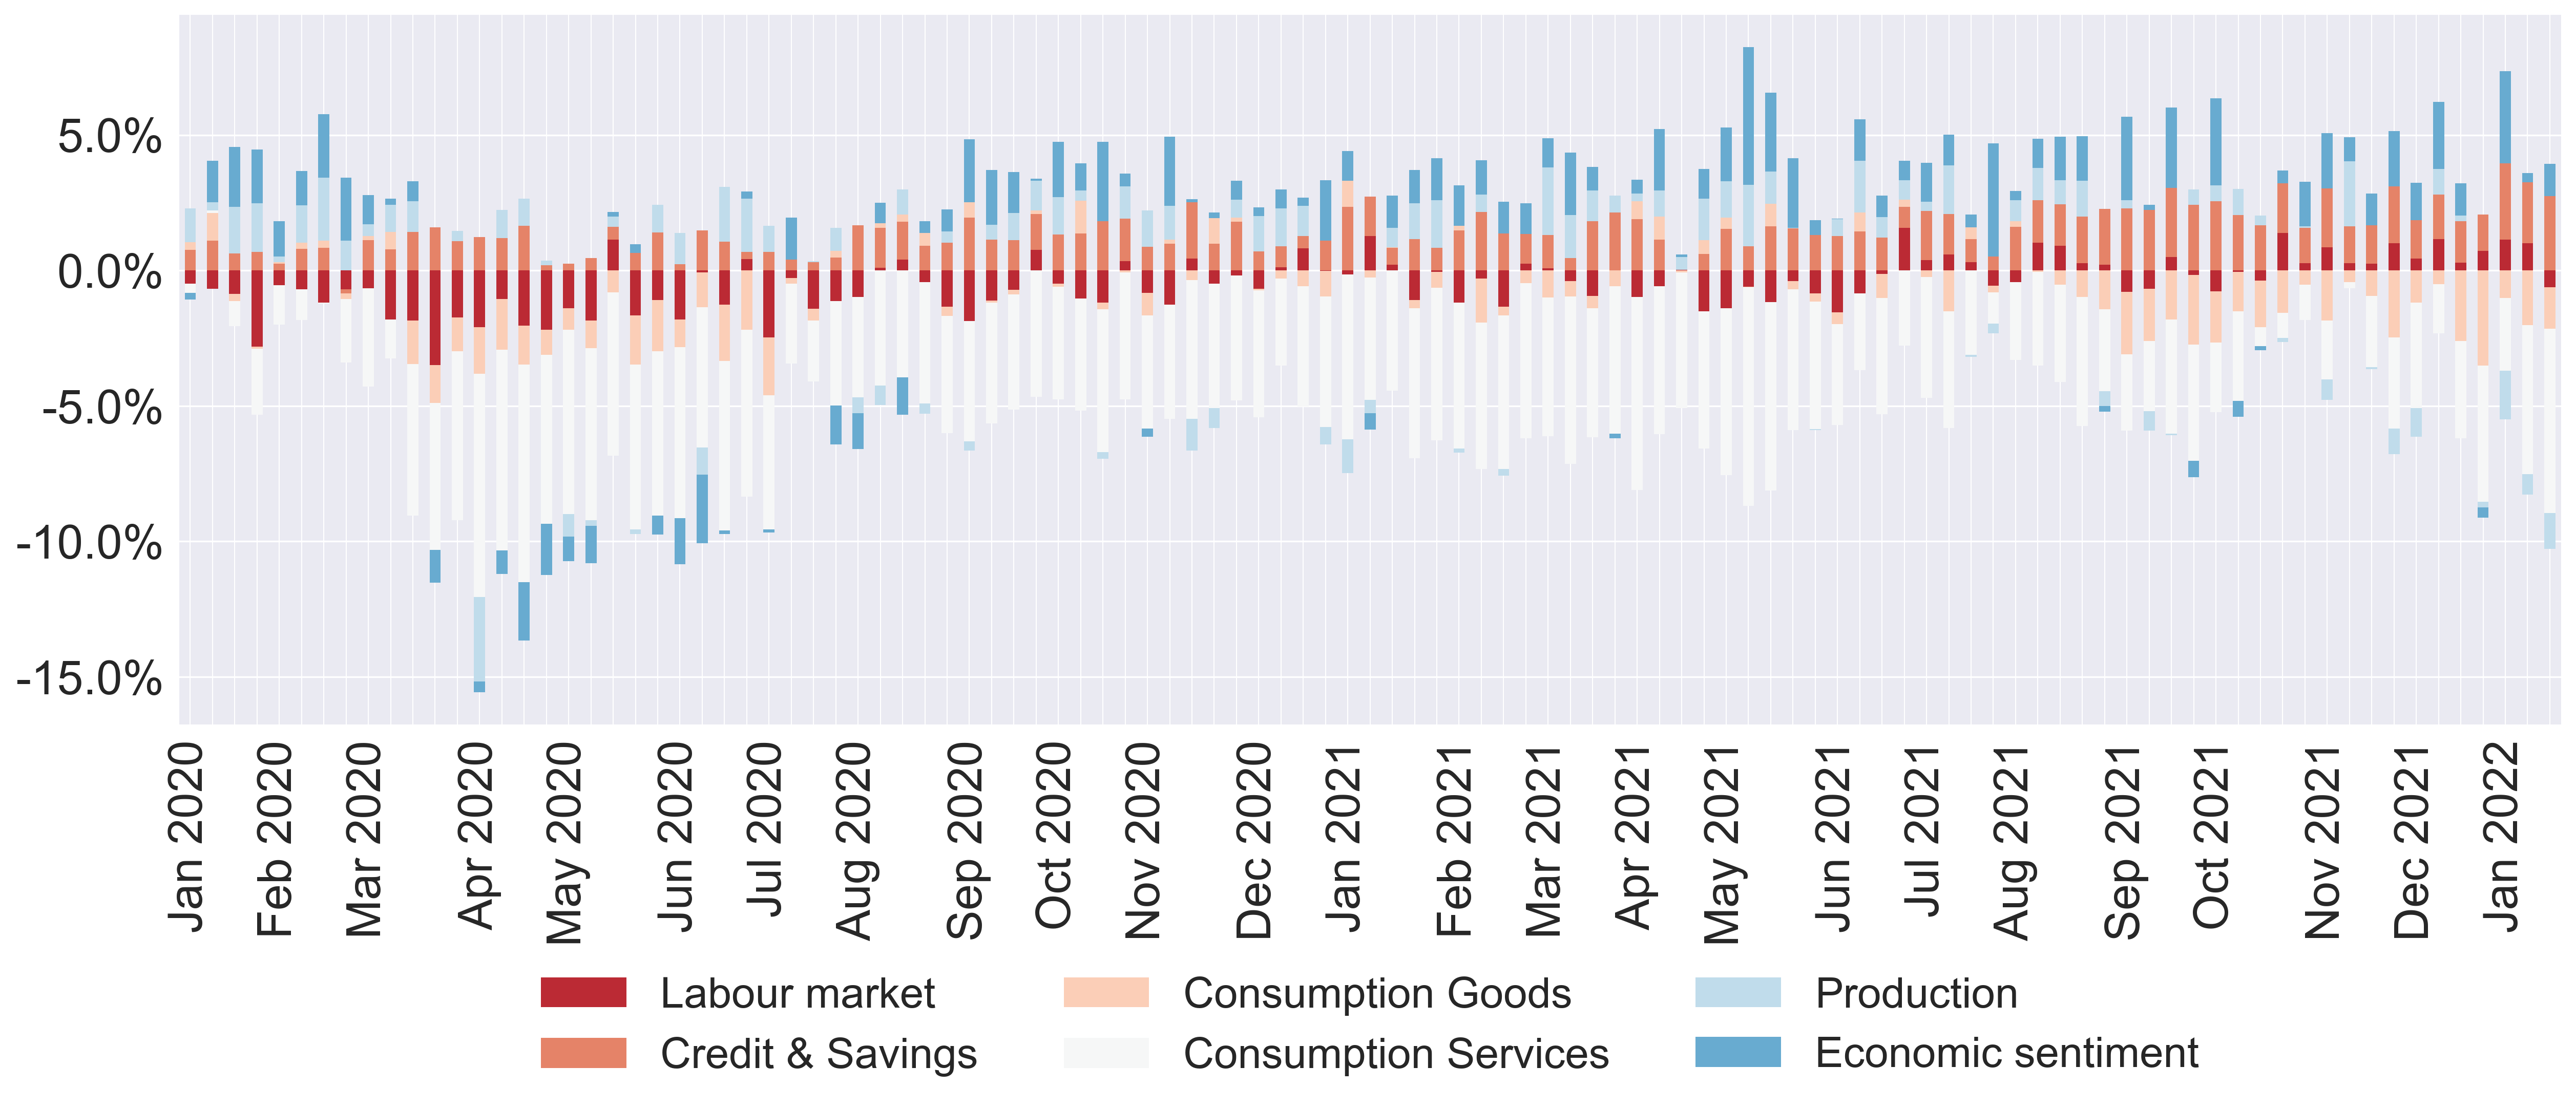 5.0%
0.0%
-5.0%
-10.0%
-15.0%
Jan 2020
Feb 2020
Mar 2020
Apr 2020
May 2020
Jun 2020
Jul 2020
Aug 2020
Sep 2020
Oct 2020
Nov 2020
Dec 2020
Jan 2021
Feb 2021
Mar 2021
Apr 2021
May 2021
Jun 2021
Jul 2021
Aug 2021
Sep 2021
Oct 2021
Nov 2021
Dec 2021
Jan 2022
Labour market
Consumption Goods
Production
Credit & Savings
Consumption Services
Economic sentiment